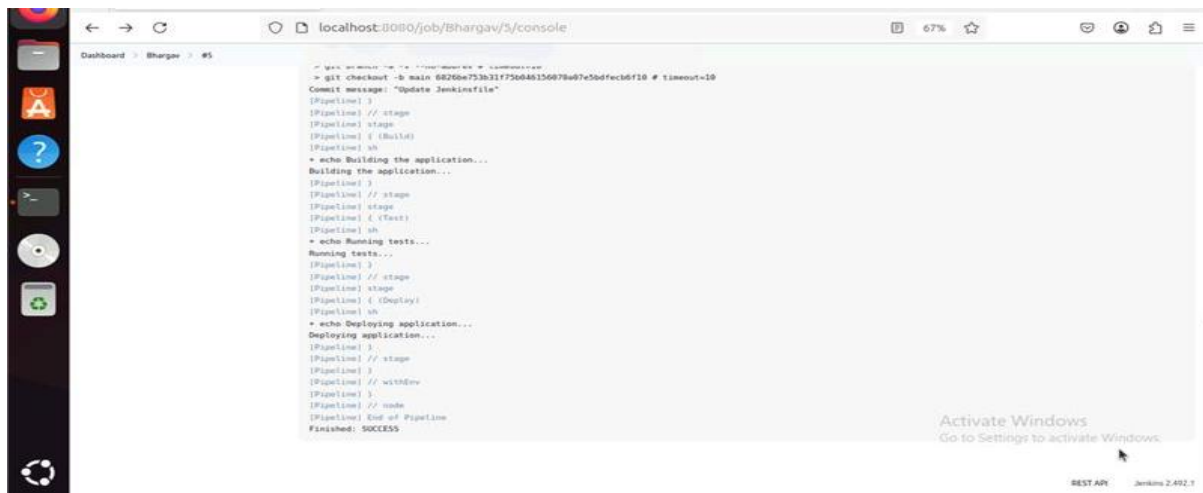 localhost:8080/job/Bhargav/5/console
67%
Dashboard > Bhargav > #5
> git checkout -b main 6826be753b31f75b046156070a07e5bdfecb6f10 # timeout=10
Commit message: "Update Jenkinsfile"
[Pipeline] }
[Pipeline] // stage
[Pipeline] stage
[Pipeline] { (Build)
[Pipeline] sh
+ echo Building the application...
Building the application...
[Pipeline] }
[Pipeline] // stage
[Pipeline] stage
[Pipeline] { (Test)
[Pipeline] sh
+ echo Running tests...
Running tests...
[Pipeline] }
[Pipeline] // stage
[Pipeline] stage
[Pipeline] { (Deploy)
[Pipeline] sh
+ echo Deploying application...
Deploying application...
[Pipeline] }
[Pipeline] // stage
[Pipeline] }
[Pipeline] // withEnv
[Pipeline] }
[Pipeline] // node
[Pipeline] End of Pipeline
Finished: SUCCESS
Activate Windows
Go to Settings to activate Windows.
REST API Jenkins 2.492.1